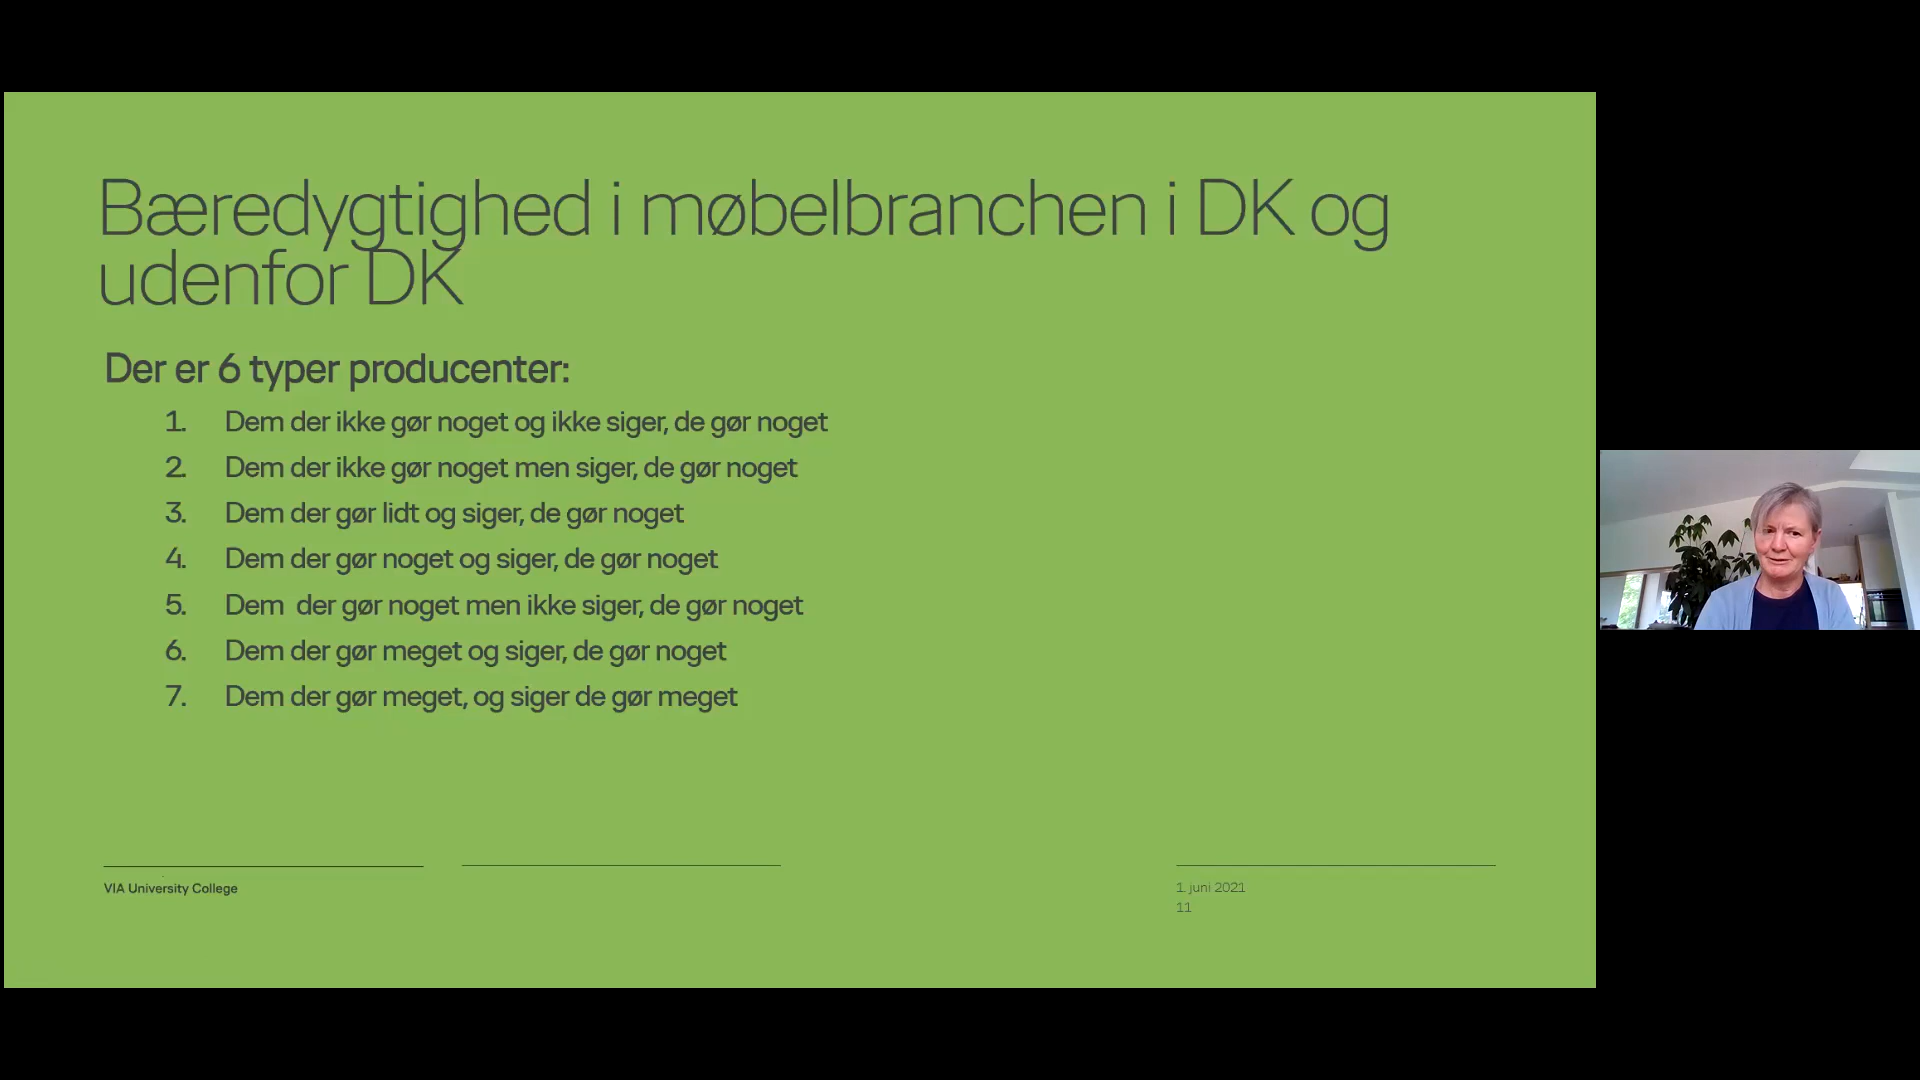 Bæredygtighed i møbelbranchen i DK og
udenfor DK
Der er 6 typer producenter:
1. Dem der ikke gør noget og ikke siger, de gør noget
2. Dem der ikke gør noget men siger, de gør noget
3. Dem der gør lidt og siger, de gør noget
4. Dem der gør noget og siger, de gør noget
5. Dem der gør noget men ikke siger, de gør noget
6. Dem der gør meget og siger, de gør noget
7. Dem der gør meget, og siger de gør meget
VIA University College
1. juni 2021
11